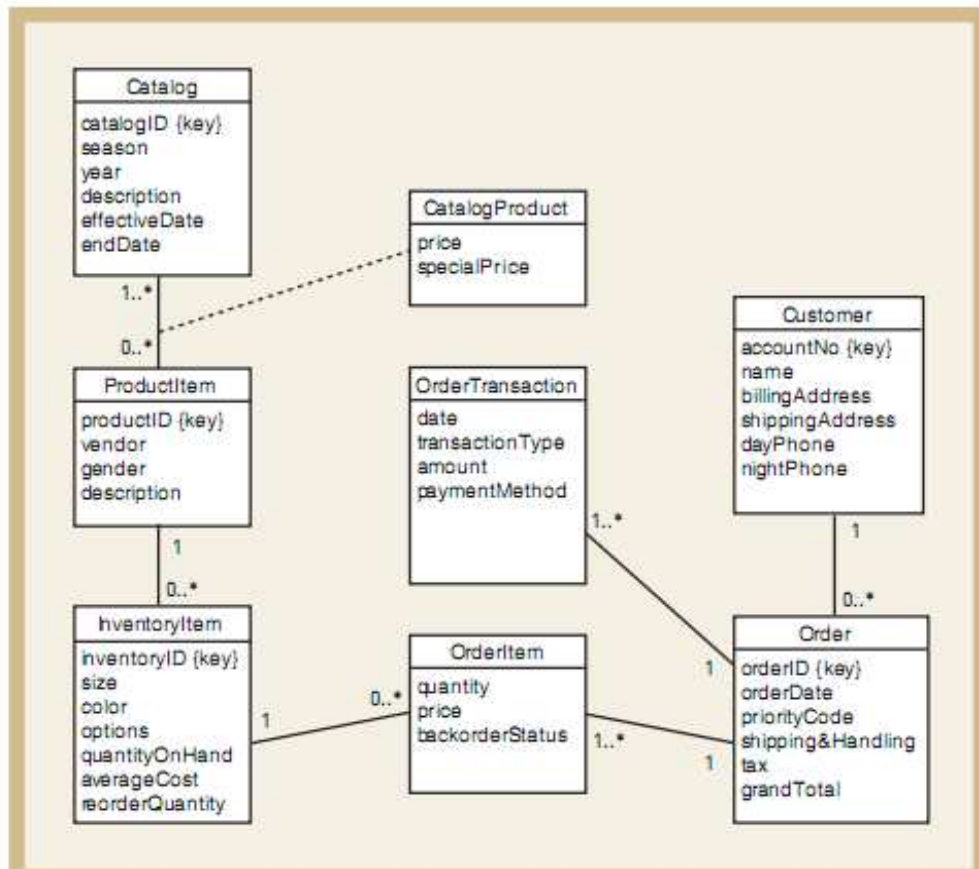 Catalog
catalogID {key}
season
year
description
effectiveDate
endDate
1..*
0..*
CatalogProduct
price
specialPrice
ProductItem
productID {key}
vendor
gender
description
1
0..*
OrderTransaction
date
transactionType
amount
paymentMethod
1..*
1
Customer
accountNo {key}
name
billingAddress
shippingAddress
dayPhone
nightPhone
1
0..*
InventoryItem
inventoryID {key}
size
color
options
quantityOnHand
averageCost
reorderQuantity
1
0..*
OrderItem
quantity
price
backorderStatus
1..*
1
Order
orderID {key}
orderDate
priorityCode
shipping&Handling
tax
grandTotal